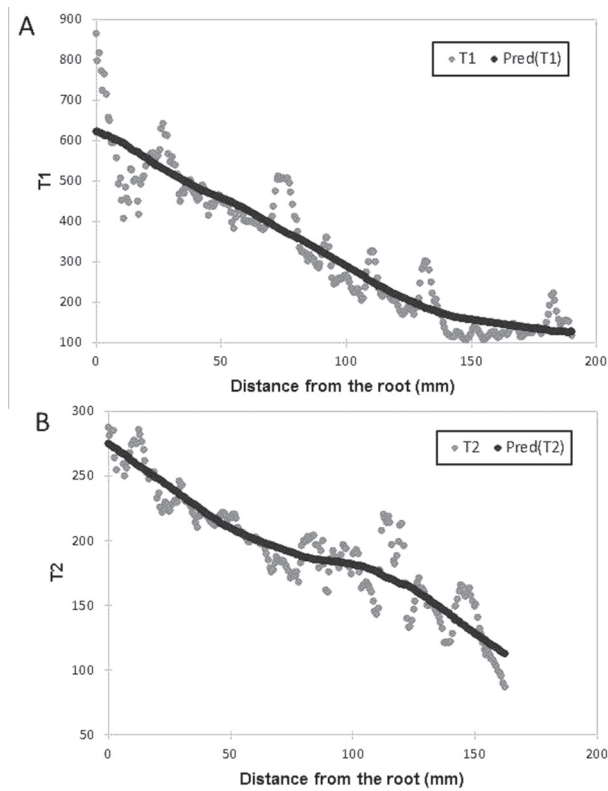 A
900
800
700
600
500
400
300
200
100
T1
T1 Pred(T1)
0 50 100 150 200
Distance from the root (mm)
B
300
250
200
150
100
50
T2
T2 Pred(T2)
0 50 100 150 200
Distance from the root (mm)